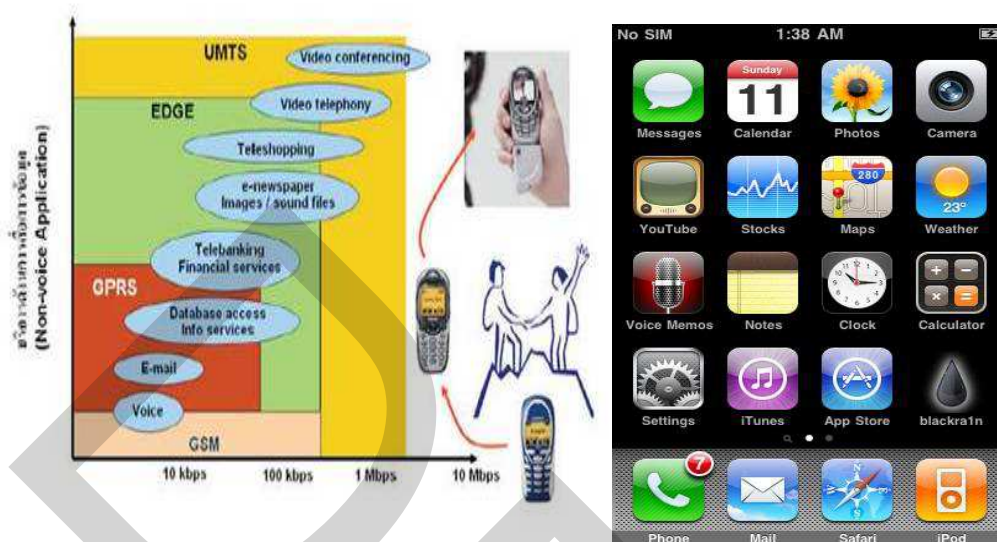 UMTS
Video conferencing
EDGE
Video telephony
Teleshopping
e-newspaper
Images / sound files
Telebanking
Financial services
GPRS
Database access
Info services
E-mail
Voice
GSM
(Non-voice Application)
10 kbps
100 kbps
1 Mbps
10 Mbps
No SIM
1:38 AM
Sunday
11
Messages
Calendar
Photos
Camera
280
23°
YouTube
Stocks
Maps
Weather
Voice Memos
Notes
Clock
Calculator
Settings
iTunes
App Store
blackra1n
7
Phone
Mail
Safari
iPod